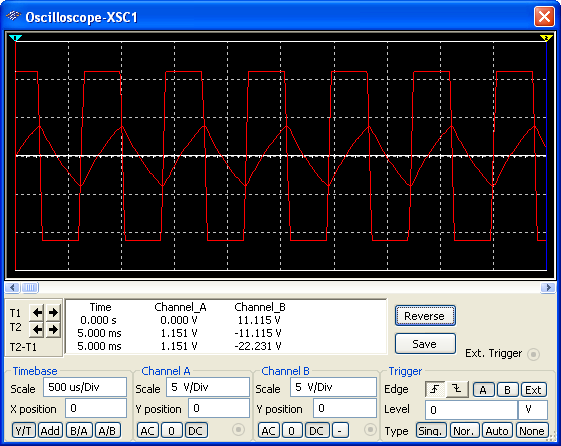 Oscilloscope-XSC1
1 2
T1
T2
T2-T1
Time Channel_A Channel_B
0.000 s 0.000 V 11.115 V
5.000 ms 1.151 V -11.115 V
5.000 ms 1.151 V -22.231 V
Reverse
Save
Ext. Trigger
Timebase
Scale 500 us/Div
X position 0
Y/T Add B/A A/B
Channel A
Scale 5 V/Div
Y position 0
AC 0 DC
Channel B
Scale 5 V/Div
Y position 0
AC 0 DC -
Trigger
Edge A B Ext
Level 0 V
Type Sing. Nor. Auto None